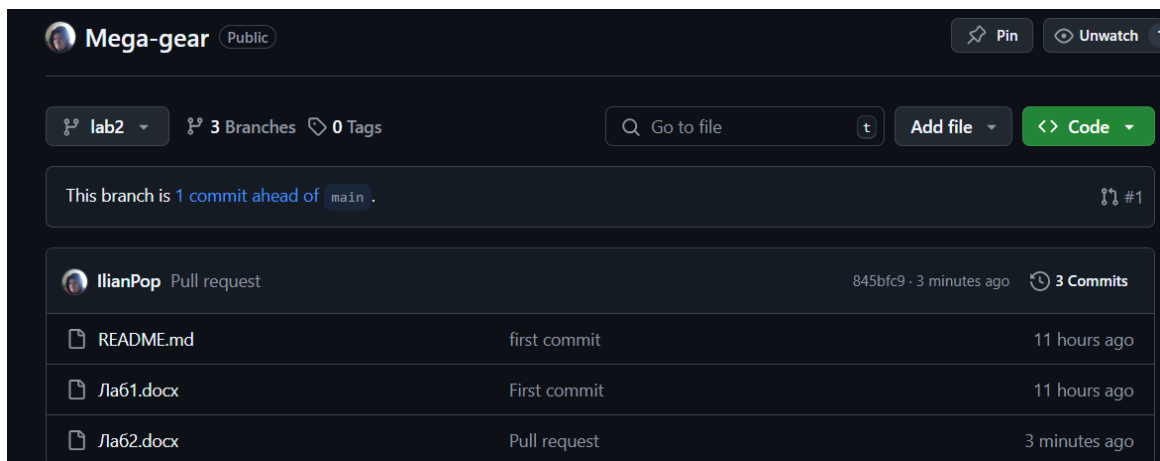 Mega-gear Public Pin Unwatch
lab2 3 Branches 0 Tags Go to file t Add file <> Code
This branch is 1 commit ahead of main .
#1
IlianPop Pull request 845bfc9 · 3 minutes ago 3 Commits
README.md first commit 11 hours ago
Лаб1.docx First commit 11 hours ago
Лаб2.docx Pull request 3 minutes ago